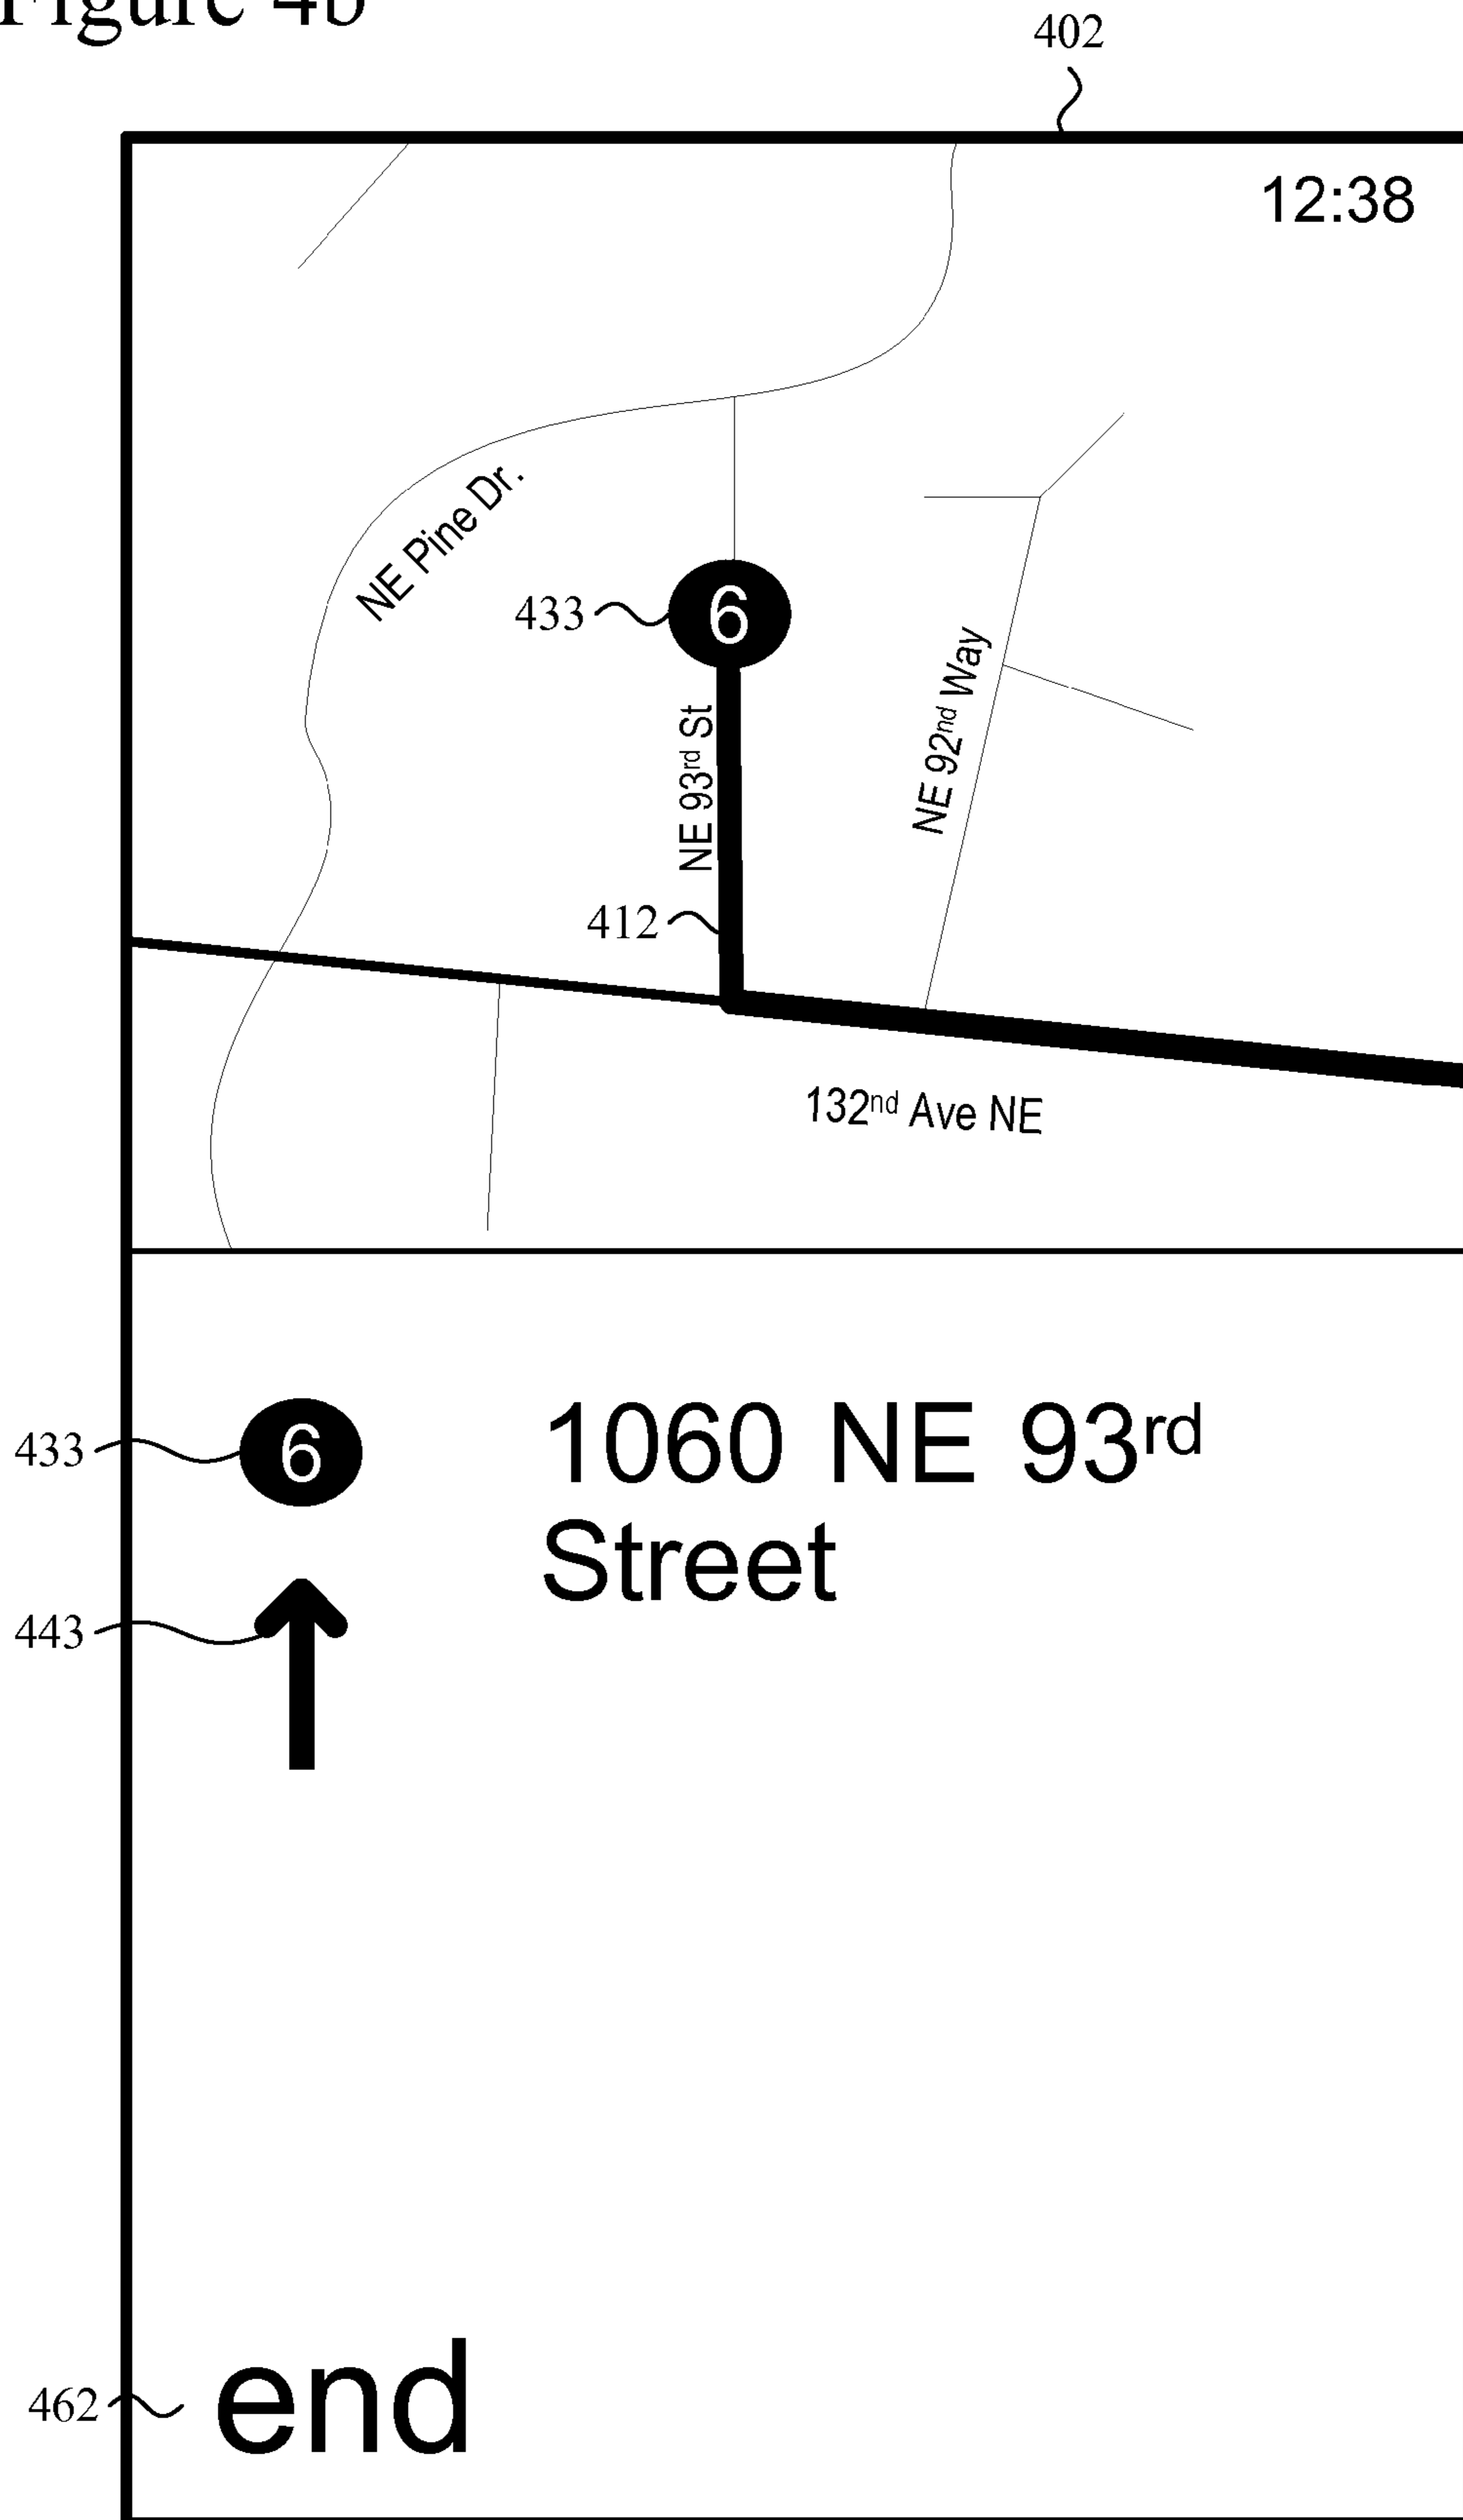 Figure 4b
402
12:38
NE Pine Dr.
433
6
NE 93rd St
NE 92nd Way
412
132nd Ave NE
433
6
1060 NE 93rd
Street
443
462
end